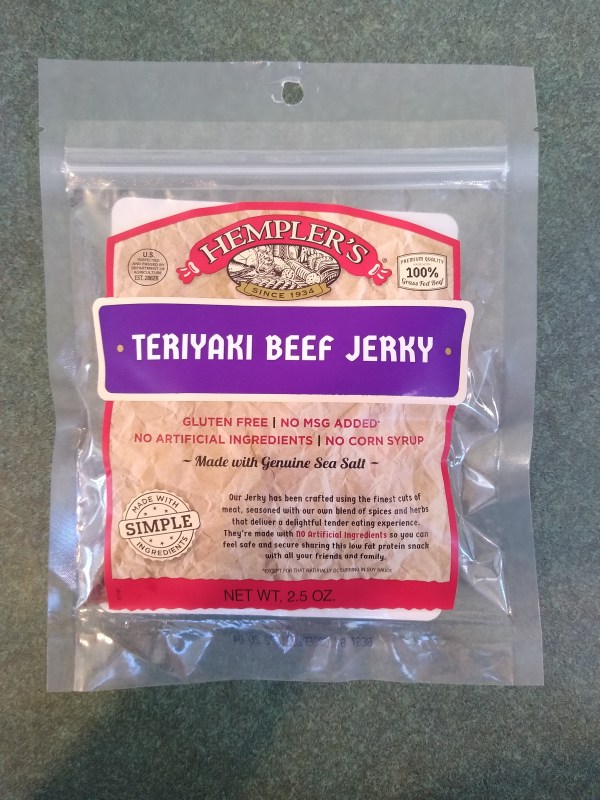 HEMPLER'S
®
SINCE 1934
U.S.
INSPECTED
AND PASSED BY
DEPARTMENT OF
AGRICULTURE
PREMIUM QUALITY
100%
Grass Fed Beef
TERIYAKI BEEF JERKY
GLUTEN FREE | NO MSG ADDED*
NO ARTIFICIAL INGREDIENTS | NO CORN SYRUP
~ Made with Genuine Sea Salt ~
MADE WITH
SIMPLE
INGREDIENTS
Our Jerky has been crafted using the finest cuts of
meat, seasoned with our own blend of spices and herbs
that deliver a delightful tender eating experience.
They're made with no Artificial Ingredients so you can
feel safe and secure sharing this low fat protein snack
with all your friends and family.
*EXCEPT FOR THAT NATURALLY OCCURRING IN SOY SAUCE
NET WT. 2.5 OZ.